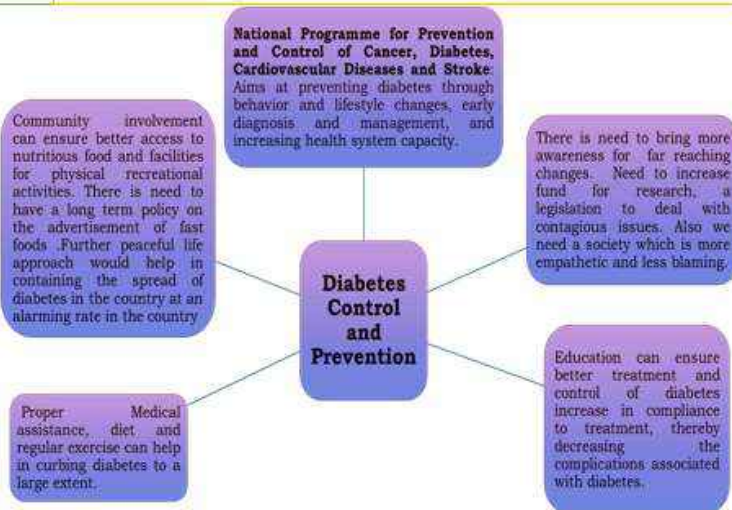 National Programme for Prevention
and Control of Cancer, Diabetes,
Cardiovascular Diseases and Stroke:
Aims at preventing diabetes through
behavior and lifestyle changes, early
diagnosis and management, and
increasing health system capacity.
Community involvement
can ensure better access to
nutritious food and facilities
for physical recreational
activities. There is need to
have a long term policy on
the advertisement of fast
foods .Further peaceful life
approach would help in
containing the spread of
diabetes in the country at an
alarming rate in the country
There is need to bring more
awareness for far reaching
changes. Need to increase
fund for research, a
legislation to deal with
contagious issues. Also we
need a society which is more
empathetic and less blaming.
Diabetes
Control
and
Prevention
Proper Medical
assistance, diet and
regular exercise can help
in curbing diabetes to a
large extent.
Education can ensure
better treatment and
control of diabetes
increase in compliance
to treatment, thereby
decreasing the
complications associated
with diabetes.